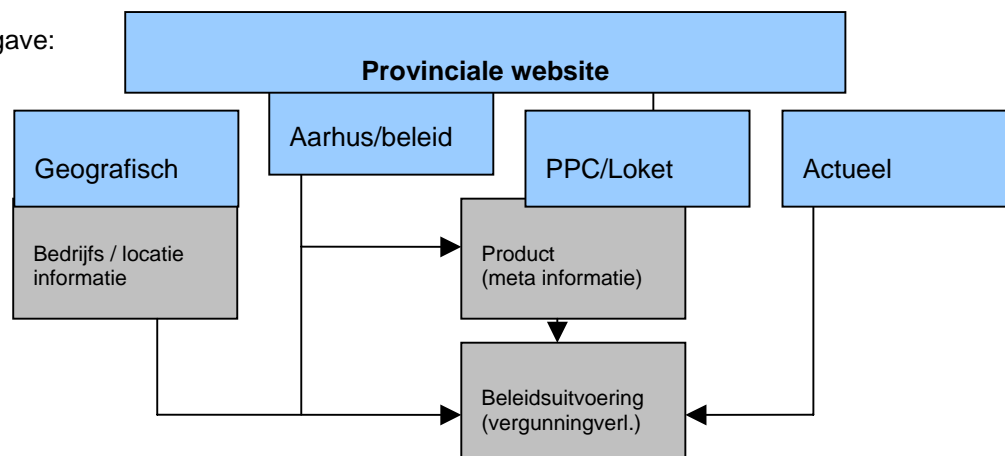 gave:
Provinciale website
Aarhus/beleid
Geografisch
PPC/Loket
Actueel
Bedrijfs / locatie
informatie
Product
(meta informatie)
Beleidsuitvoering
(vergunningverl.)